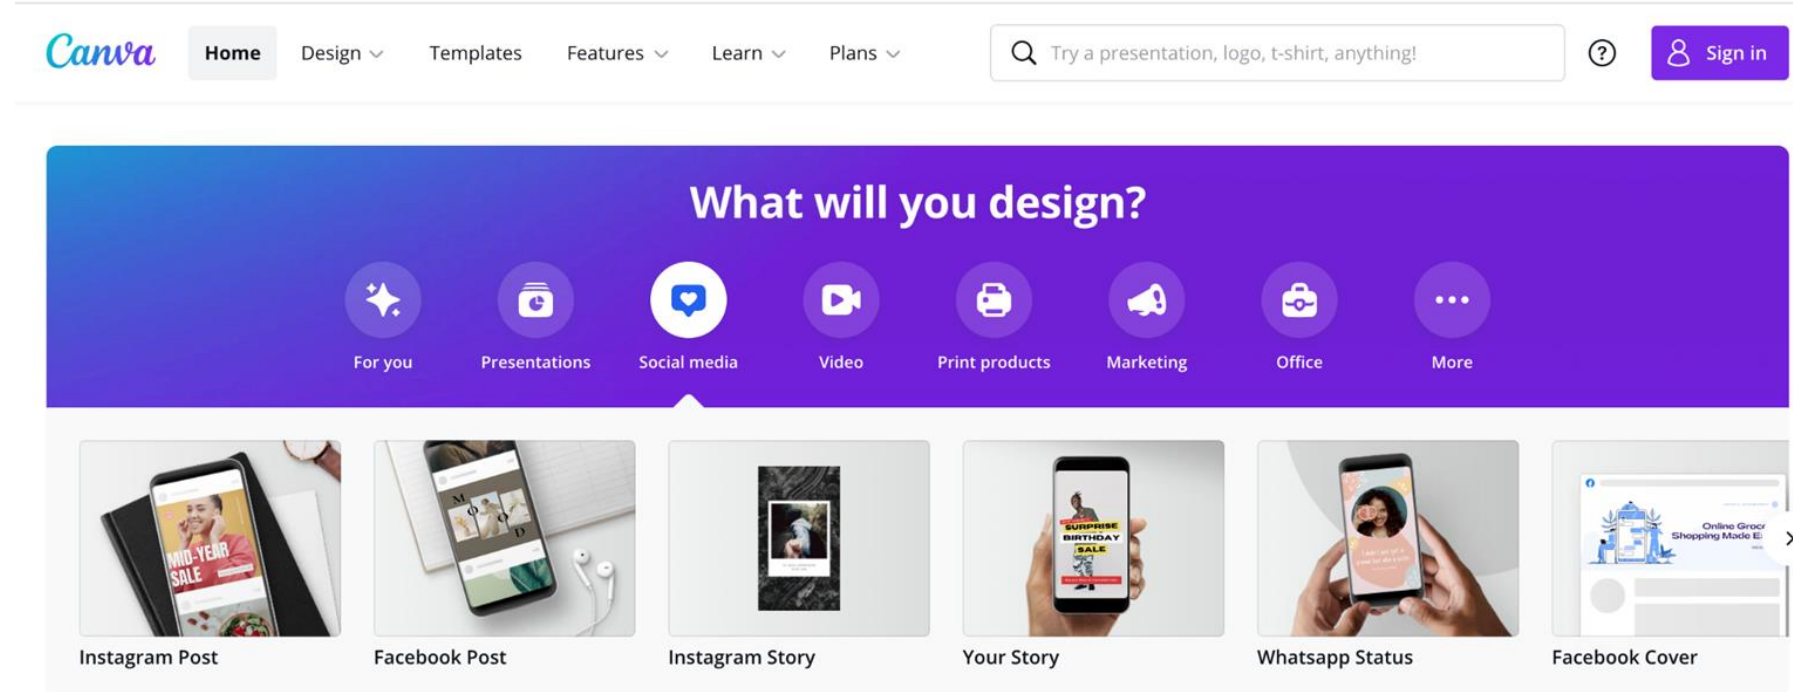 Canva
Home
Design
Templates
Features
Learn
Plans
Try a presentation, logo, t-shirt, anything!
?
Sign in
What will you design?
For you
Presentations
Social media
Video
Print products
Marketing
Office
More
MID-YEAR
SALE
MOOD
SURPRISE
BIRTHDAY
SALE
Online Groc
Shopping Made E
Instagram Post
Facebook Post
Instagram Story
Your Story
Whatsapp Status
Facebook Cover